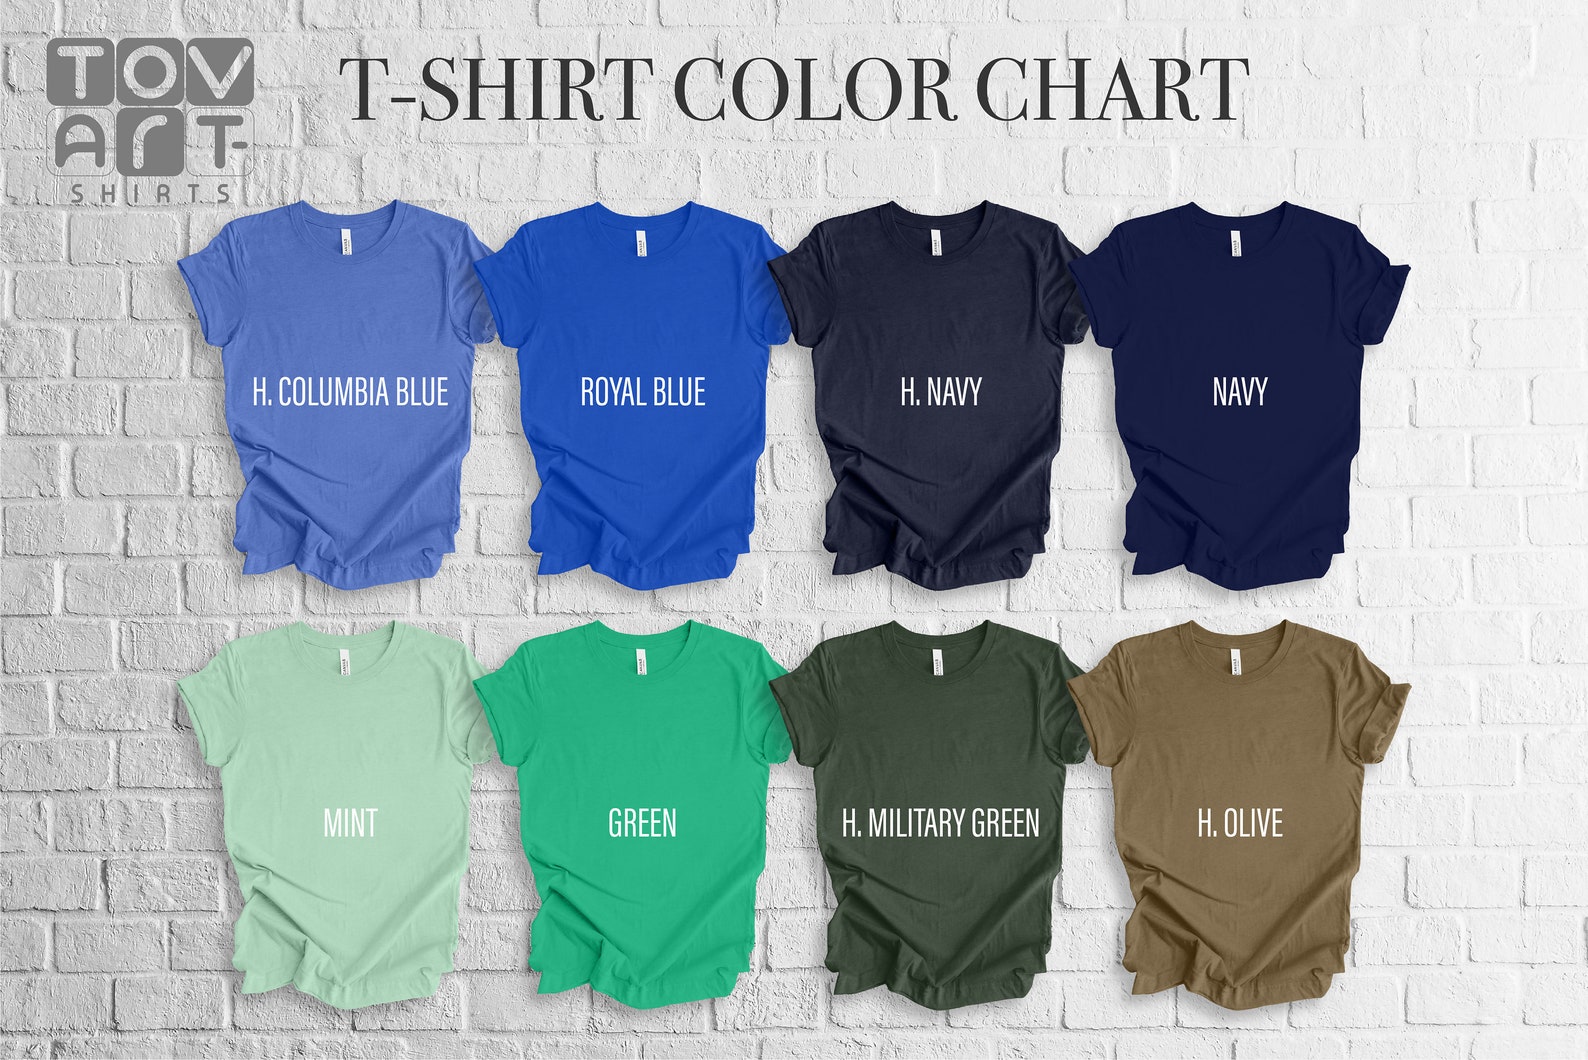 TOV
ART-
SHIRTS
T-SHIRT COLOR CHART
H. COLUMBIA BLUE
ROYAL BLUE
H. NAVY
NAVY
MINT
GREEN
H. MILITARY GREEN
H. OLIVE